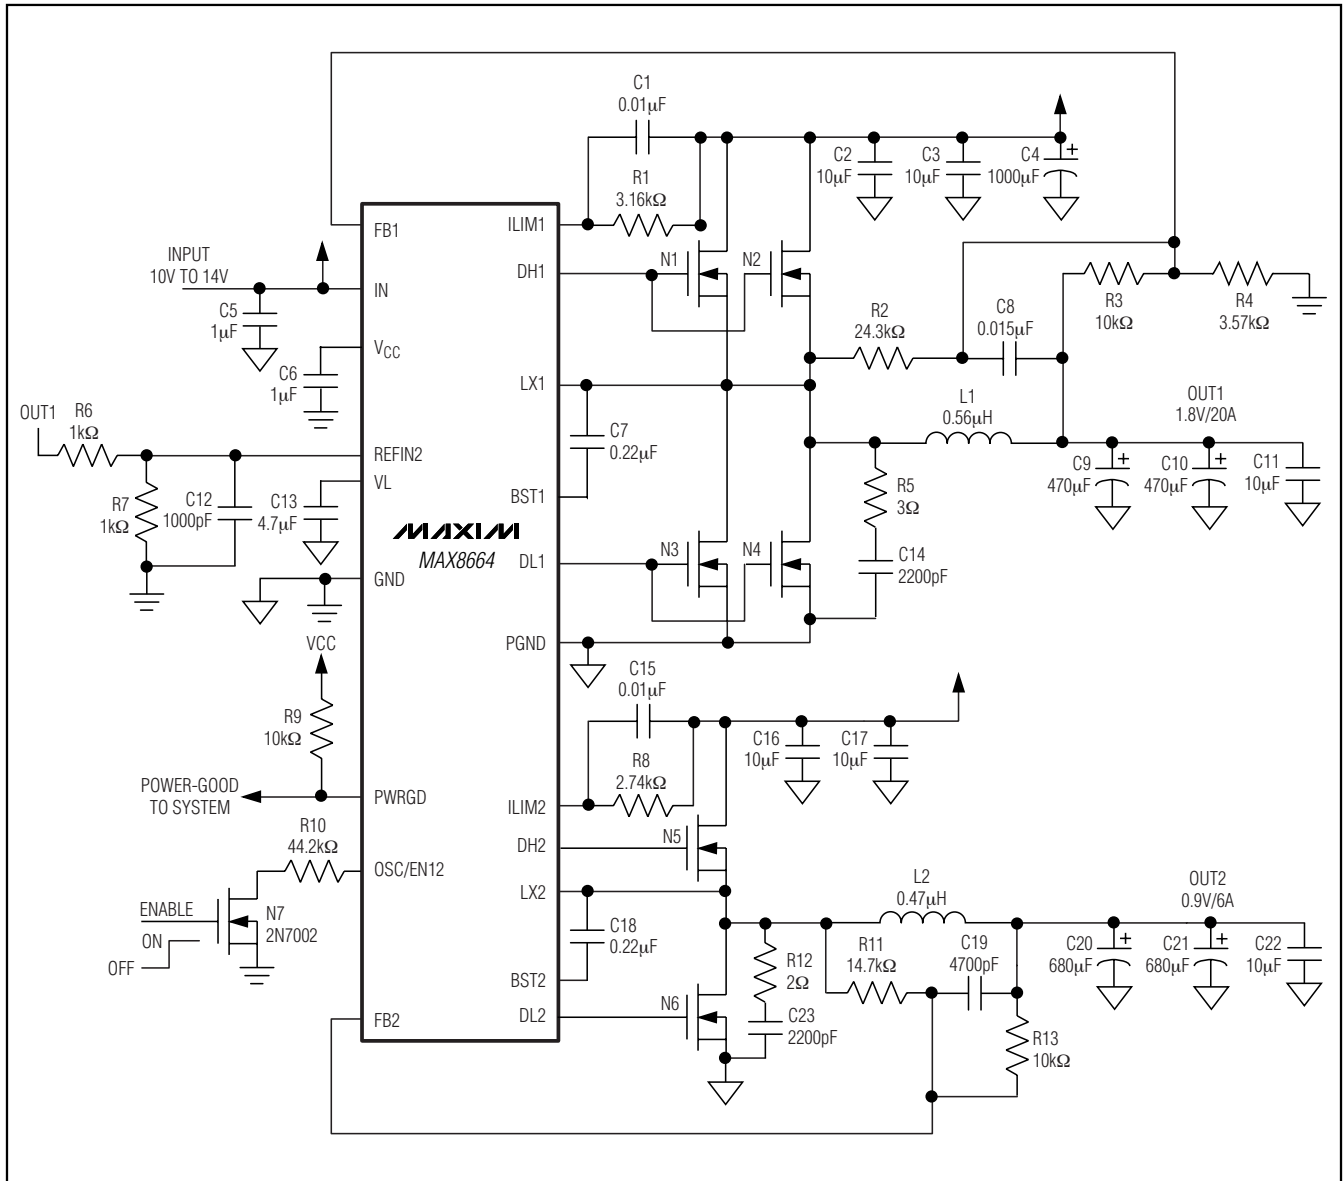 C1
0.01µF
C2
10µF
C3
10µF
C4
1000µF
+
R1
3.16kΩ
FB1
ILIM1
N1
N2
INPUT
10V TO 14V
DH1
IN
R3
10kΩ
R4
3.57kΩ
C5
1µF
R2
24.3kΩ
C8
0.015µF
VCC
C6
1µF
LX1
L1
0.56µH
OUT1
1.8V/20A
OUT1
R6
1kΩ
C7
0.22µF
REFIN2
C9
470µF
+
C10
470µF
+
C11
10µF
VL
R7
1kΩ
C12
1000pF
C13
4.7µF
BST1
R5
3Ω
MAXIM
MAX8664
DL1
N3
N4
C14
2200pF
GND
PGND
VCC
C15
0.01µF
R9
10kΩ
C16
10µF
C17
10µF
R8
2.74kΩ
POWER-GOOD
TO SYSTEM
PWRGD
ILIM2
R10
44.2kΩ
N5
DH2
OSC/EN12
LX2
L2
0.47µH
OUT2
0.9V/6A
ENABLE
ON
OFF
N7
2N7002
C18
0.22µF
R12
2Ω
R11
14.7kΩ
C19
4700pF
C20
680µF
+
C21
680µF
+
C22
10µF
BST2
N6
DL2
FB2
C23
2200pF
R13
10kΩ